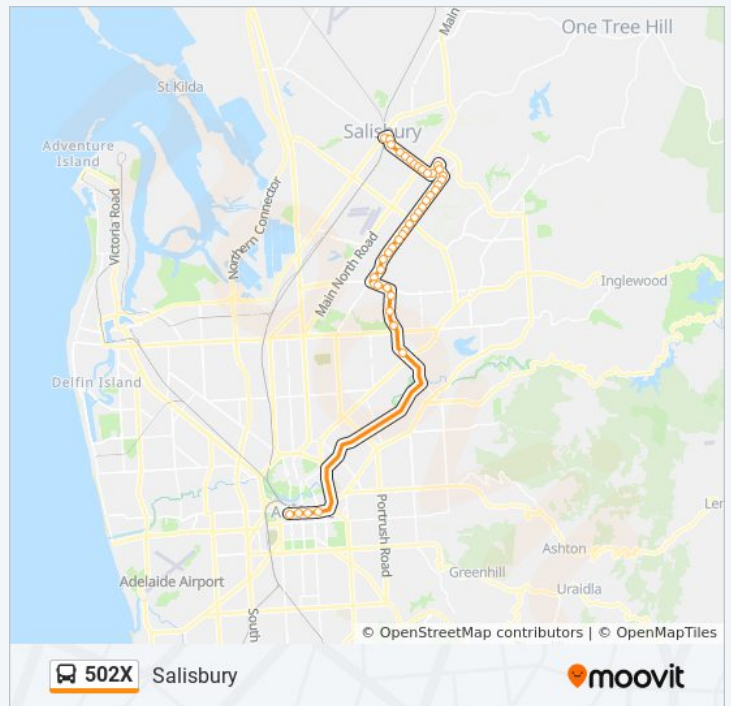 Main
One Tree Hill
St Kilda
Salisbury
Adventure
Island
Victoria Road
Northern Connector
Main North Road
Inglewood
Delfin Island
Portrush Road
Ashton
Greenhill
Uraidla
Adelaide Airport
South
© OpenStreetMap contributors | © OpenMapTiles
502X
Salisbury
moovit